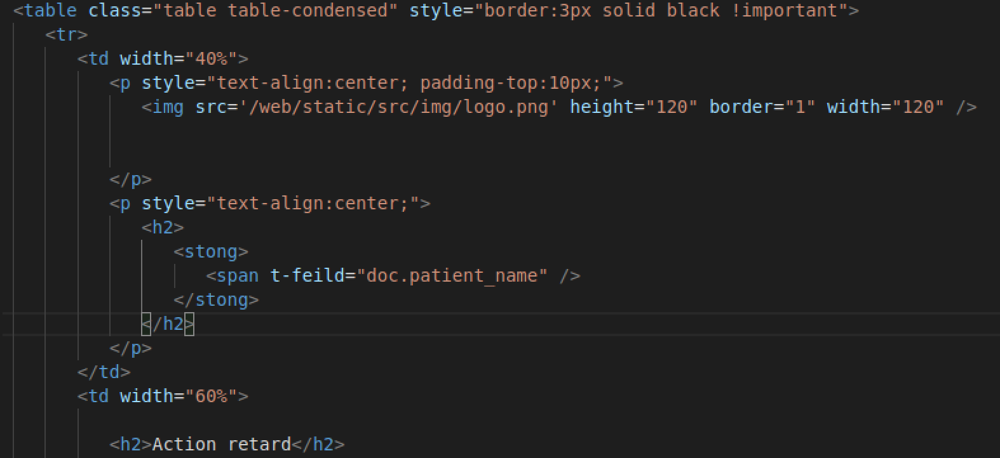 <table class="table table-condensed" style="border:3px solid black !important">
<tr>
<td width="40%">
<p style="text-align:center; padding-top:10px;">
<img src='/web/static/src/img/logo.png' height="120" border="1" width="120" />
</p>
<p style="text-align:center;">
<h2>
<stong>
<span t-feild="doc.patient_name" />
</stong>
</h2>
</p>
</td>
<td width="60%">
<h2>Action retard</h2>